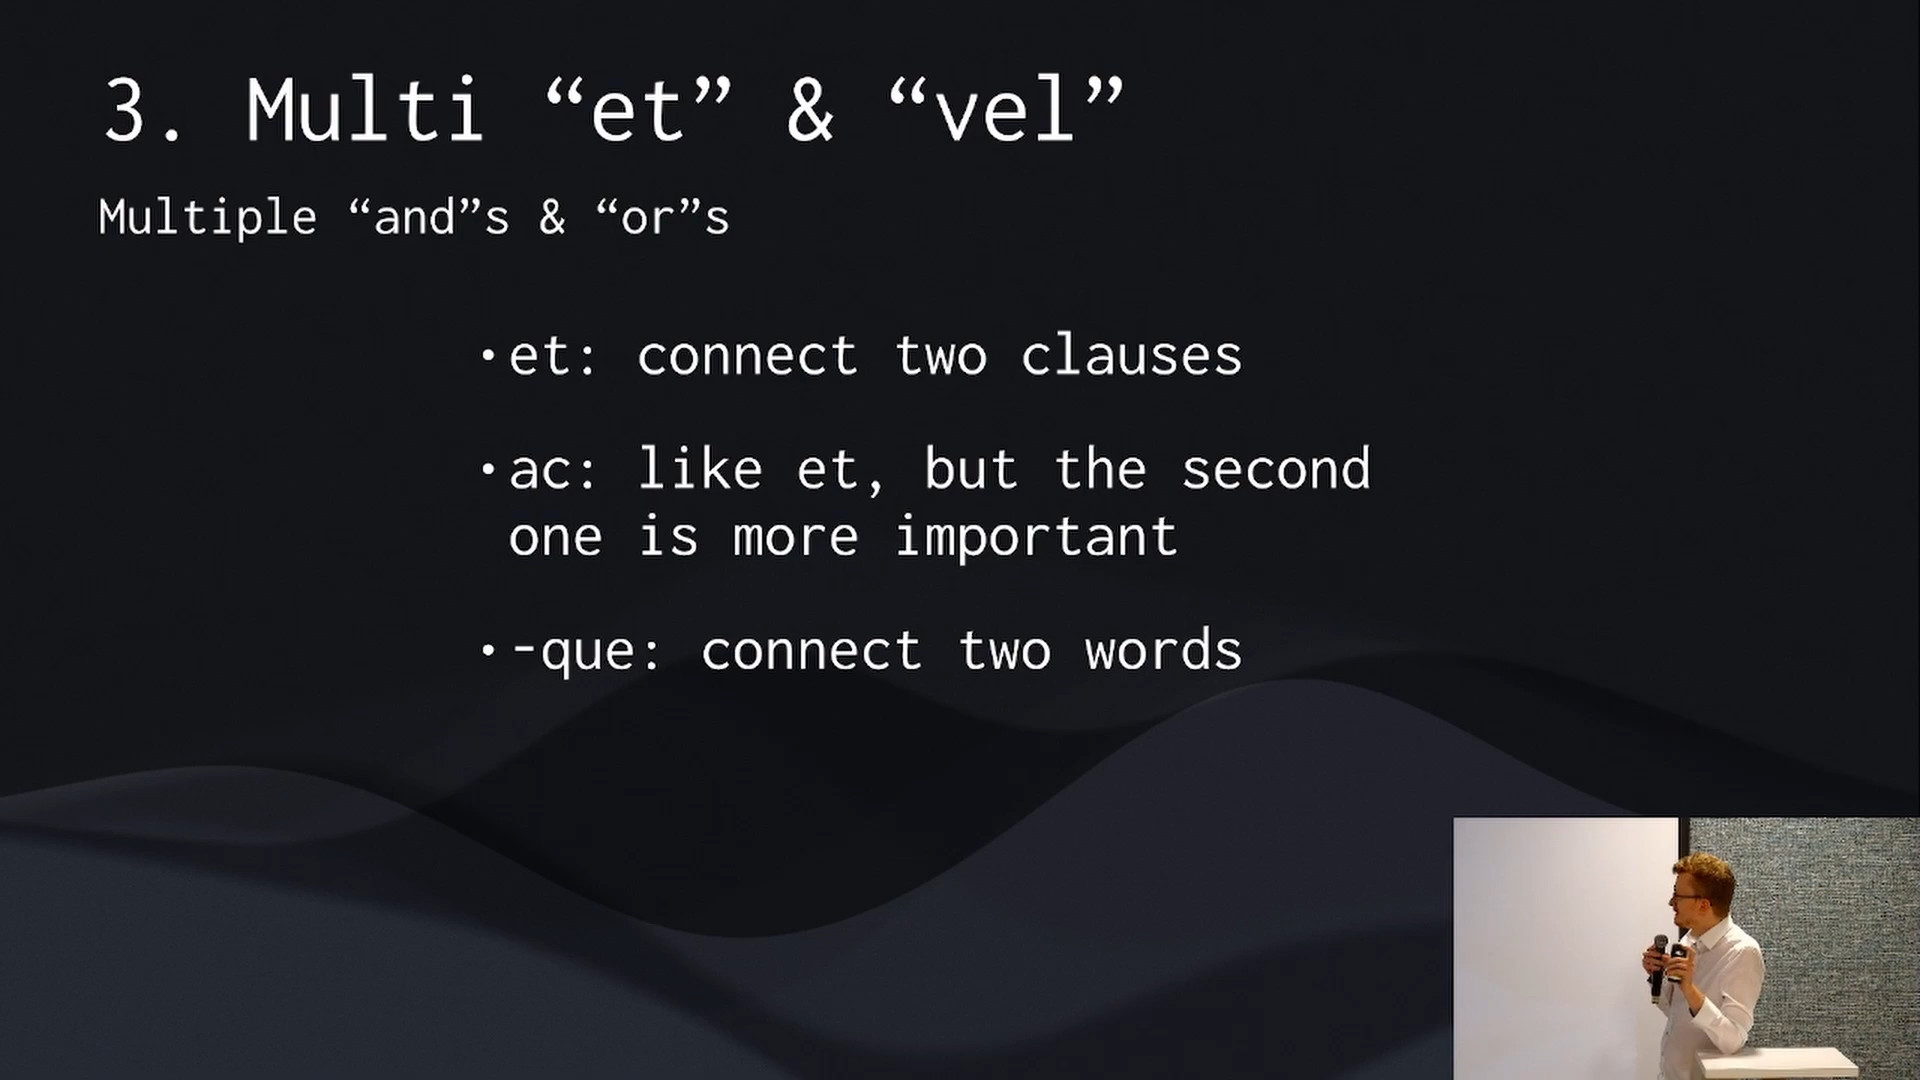 3. Multi “et” & “vel”
Multiple “and”s & “or”s
•et: connect two clauses
•ac: like et, but the second
one is more important
•-que: connect two words